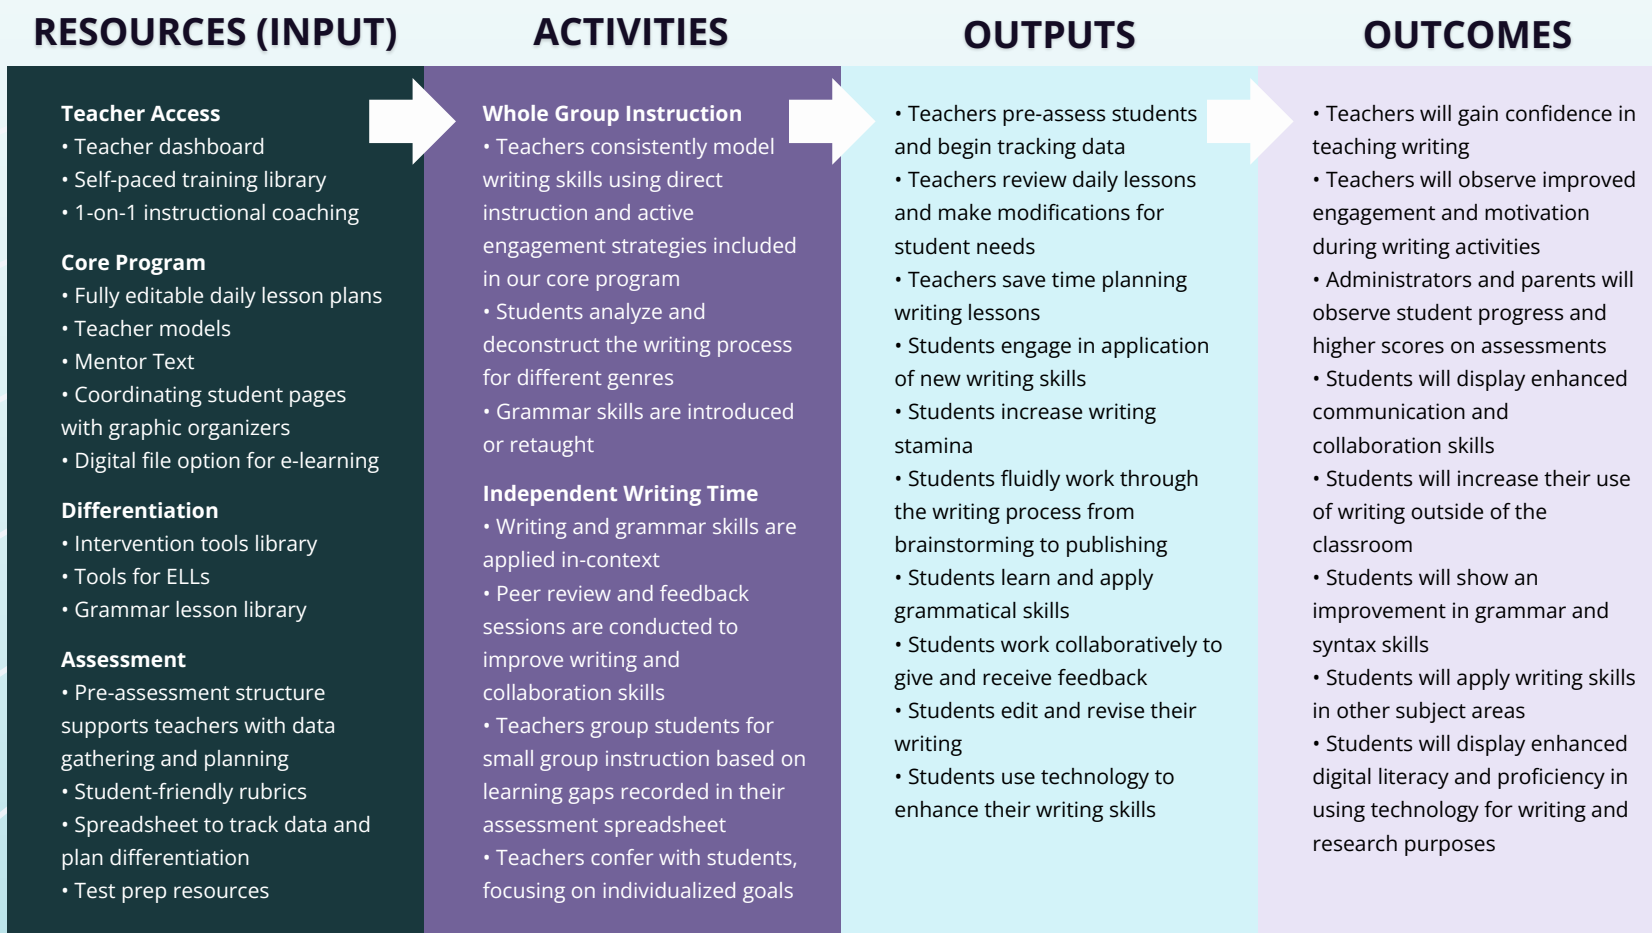 RESOURCES (INPUT)
Teacher Access
• Teacher dashboard
• Self-paced training library
• 1-on-1 instructional coaching
Core Program
• Fully editable daily lesson plans
• Teacher models
• Mentor Text
• Coordinating student pages
with graphic organizers
• Digital file option for e-learning
Differentiation
• Intervention tools library
• Tools for ELLs
• Grammar lesson library
Assessment
• Pre-assessment structure
supports teachers with data
gathering and planning
• Student-friendly rubrics
• Spreadsheet to track data and
plan differentiation
• Test prep resources
ACTIVITIES
Whole Group Instruction
• Teachers consistently model
writing skills using direct
instruction and active
engagement strategies included
in our core program
• Students analyze and
deconstruct the writing process
for different genres
• Grammar skills are introduced
or retaught
Independent Writing Time
• Writing and grammar skills are
applied in-context
• Peer review and feedback
sessions are conducted to
improve writing and
collaboration skills
• Teachers group students for
small group instruction based on
learning gaps recorded in their
assessment spreadsheet
• Teachers confer with students,
focusing on individualized goals
OUTPUTS
• Teachers pre-assess students
and begin tracking data
• Teachers review daily lessons
and make modifications for
student needs
• Teachers save time planning
writing lessons
• Students engage in application
of new writing skills
• Students increase writing
stamina
• Students fluidly work through
the writing process from
brainstorming to publishing
• Students learn and apply
grammatical skills
• Students work collaboratively to
give and receive feedback
• Students edit and revise their
writing
• Students use technology to
enhance their writing skills
OUTCOMES
• Teachers will gain confidence in
teaching writing
• Teachers will observe improved
engagement and motivation
during writing activities
• Administrators and parents will
observe student progress and
higher scores on assessments
• Students will display enhanced
communication and
collaboration skills
• Students will increase their use
of writing outside of the
classroom
• Students will show an
improvement in grammar and
syntax skills
• Students will apply writing skills
in other subject areas
• Students will display enhanced
digital literacy and proficiency in
using technology for writing and
research purposes